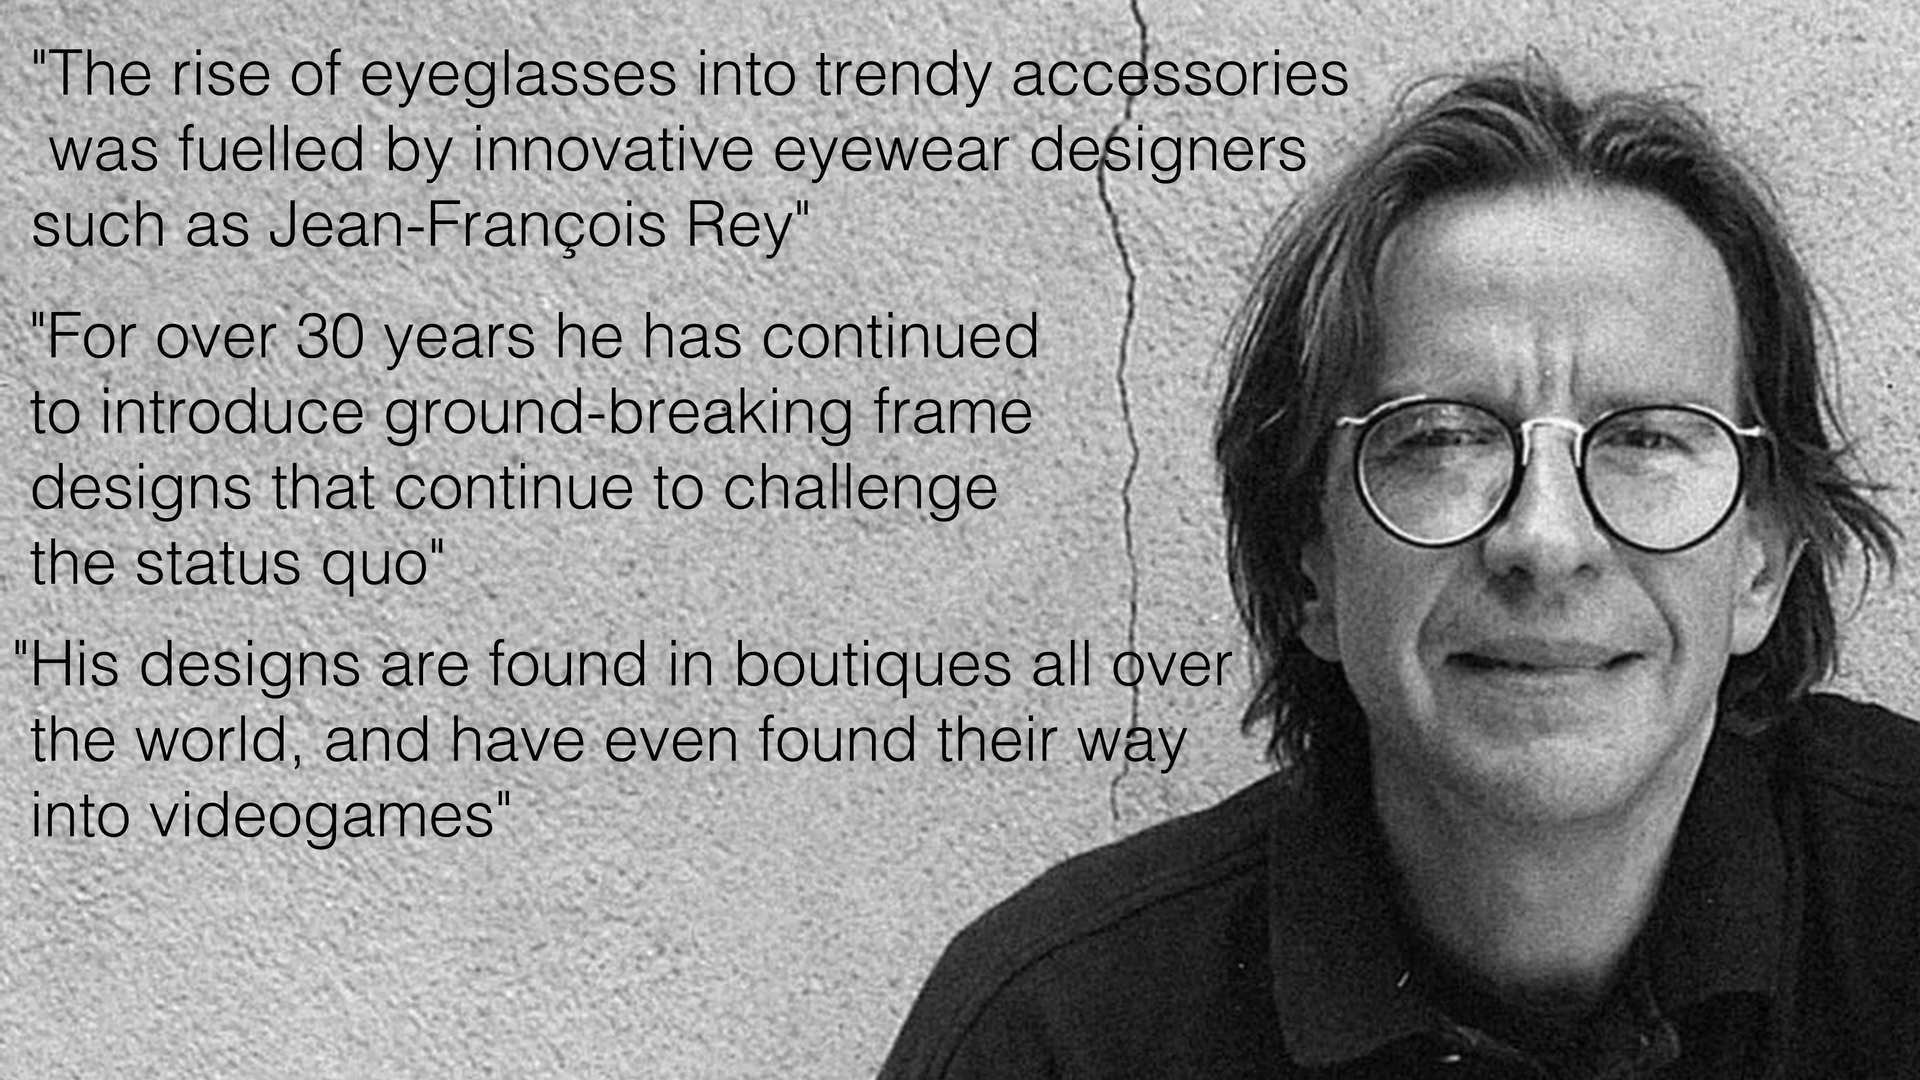 "The rise of eyeglasses into trendy accessories
was fuelled by innovative eyewear designers
such as Jean-François Rey"
"For over 30 years he has continued
to introduce ground-breaking frame
designs that continue to challenge
the status quo"
"His designs are found in boutiques all over
the world, and have even found their way
into videogames"